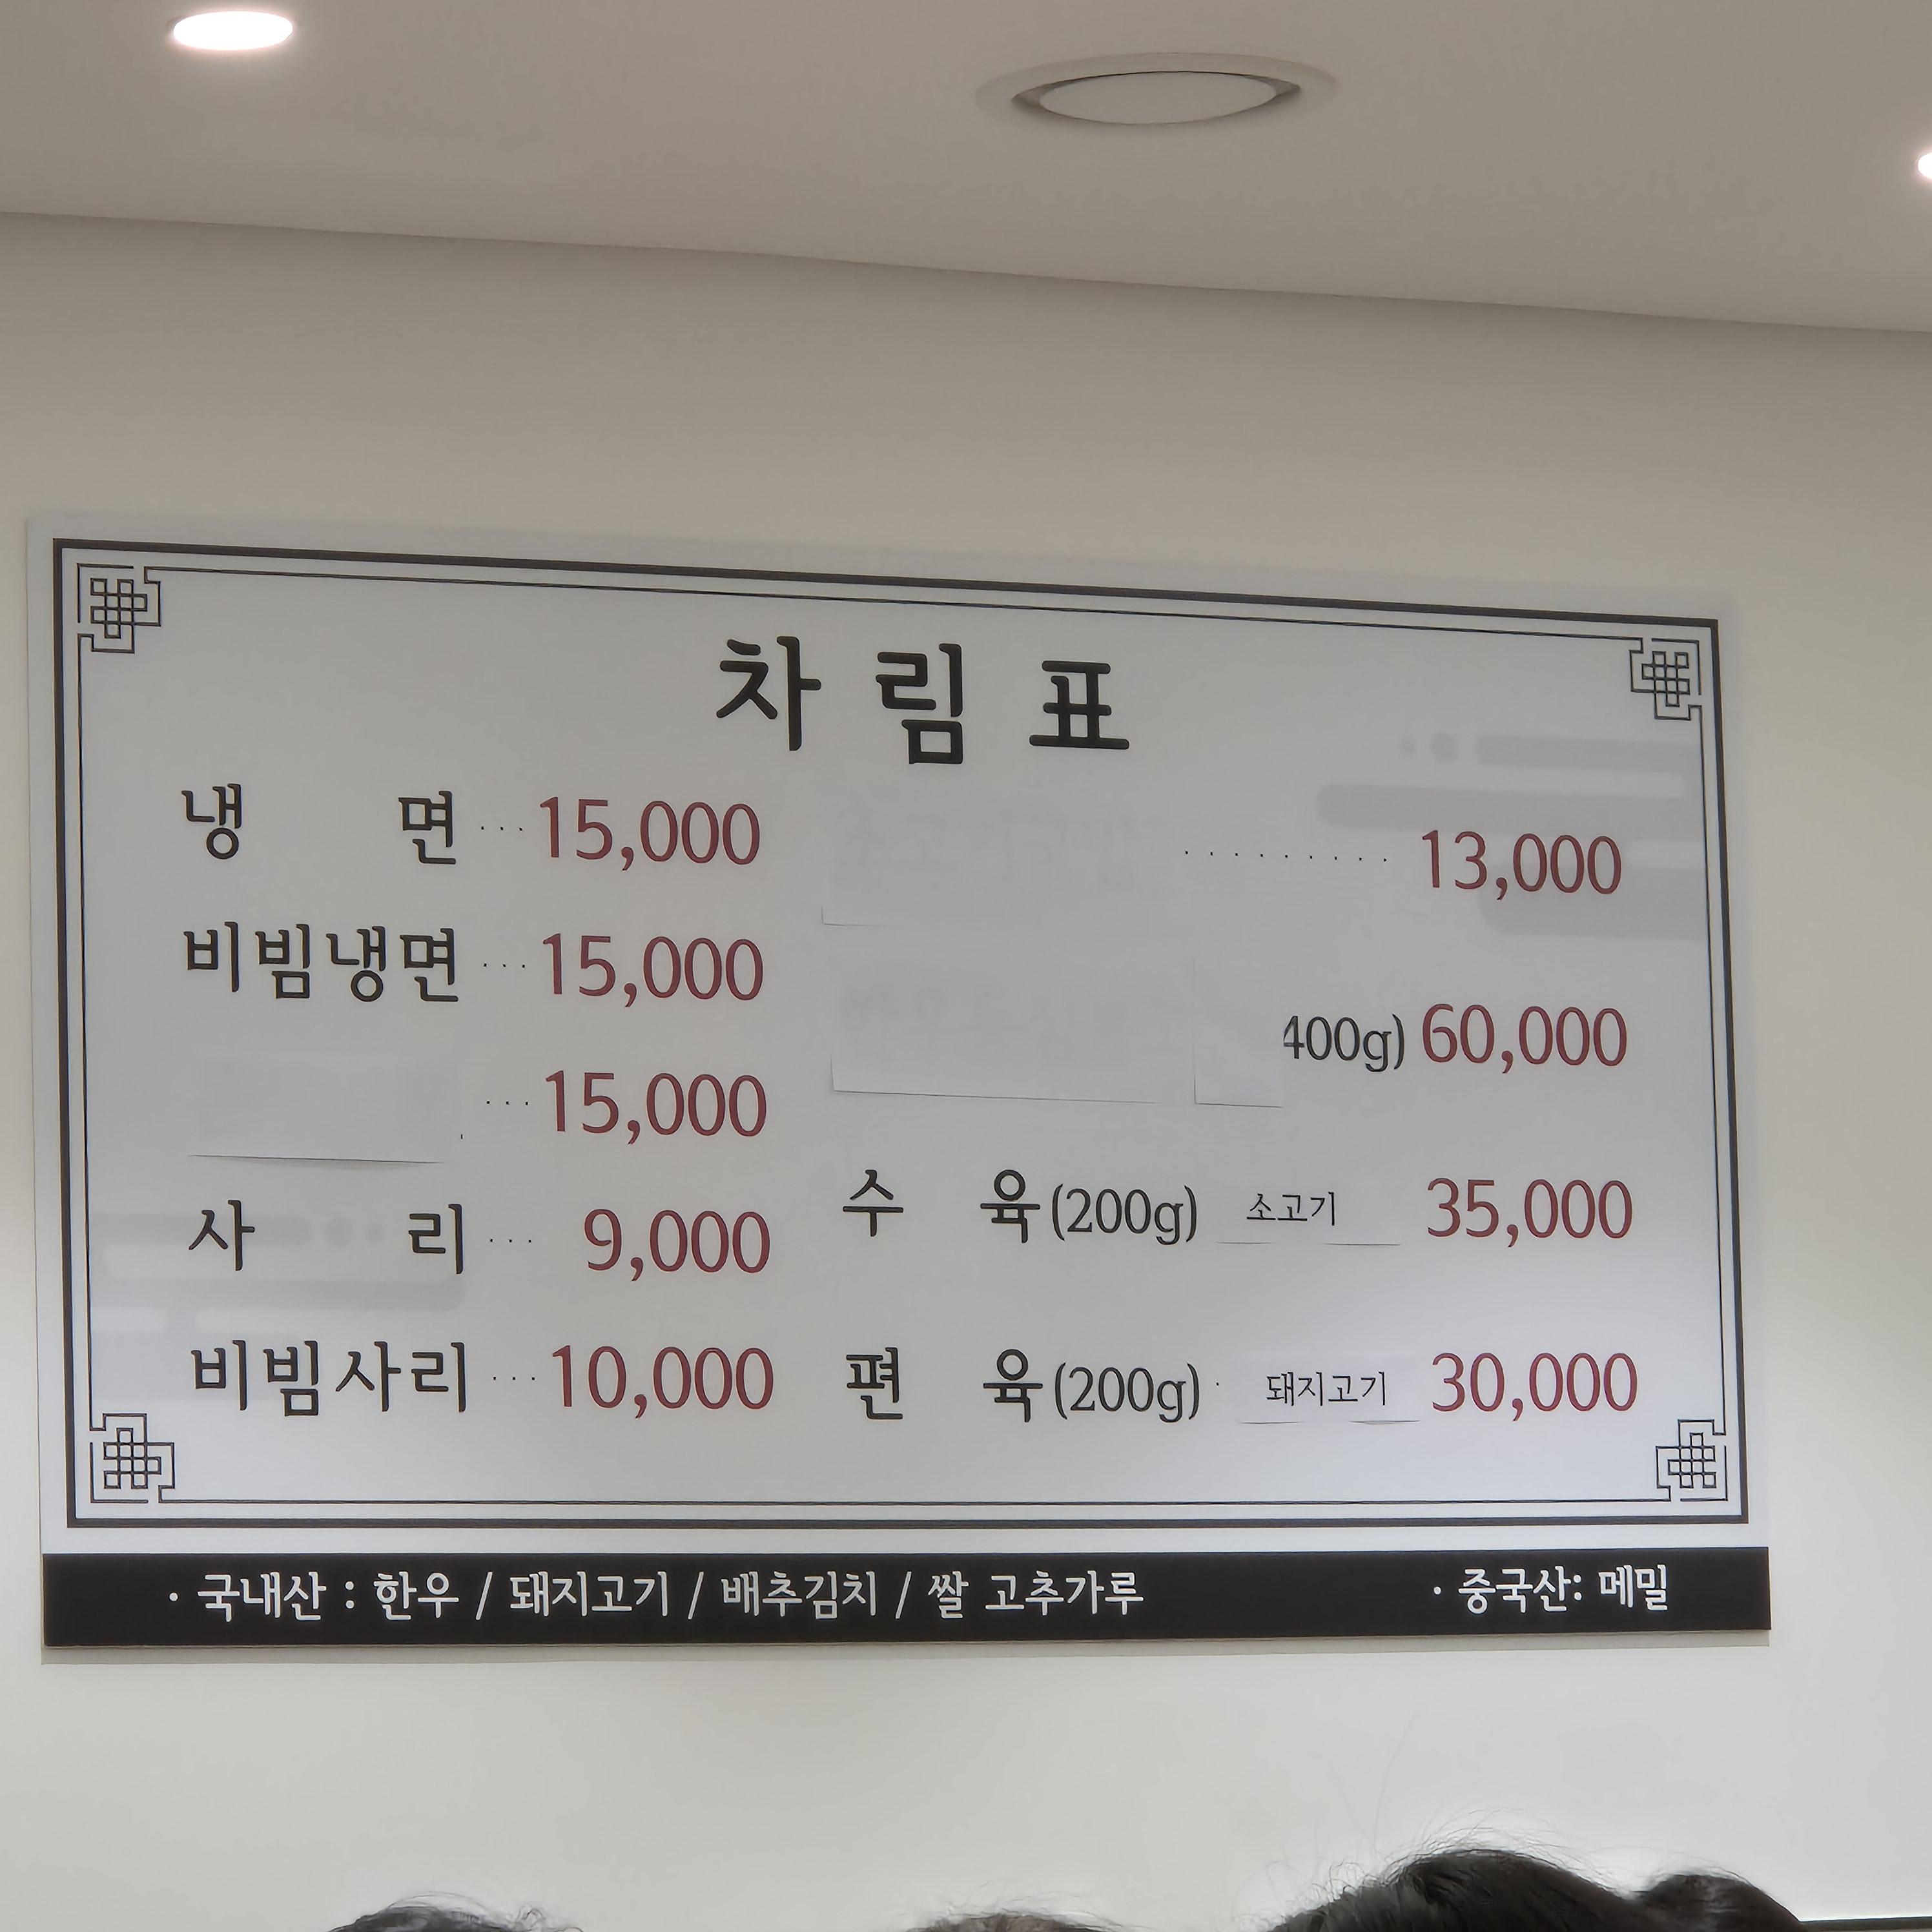 차림표
냉 면 ··· 15,000
비빔냉면 ··· 15,000
··· 15,000
사 리 ··· 9,000
비빔사리 ··· 10,000
········· 13,000
400g) 60,000
수 육(200g) 소고기 35,000
편 육(200g)· 돼지고기 30,000
· 국내산 : 한우 / 돼지고기 / 배추김치 / 쌀 고추가루
· 중국산: 메밀